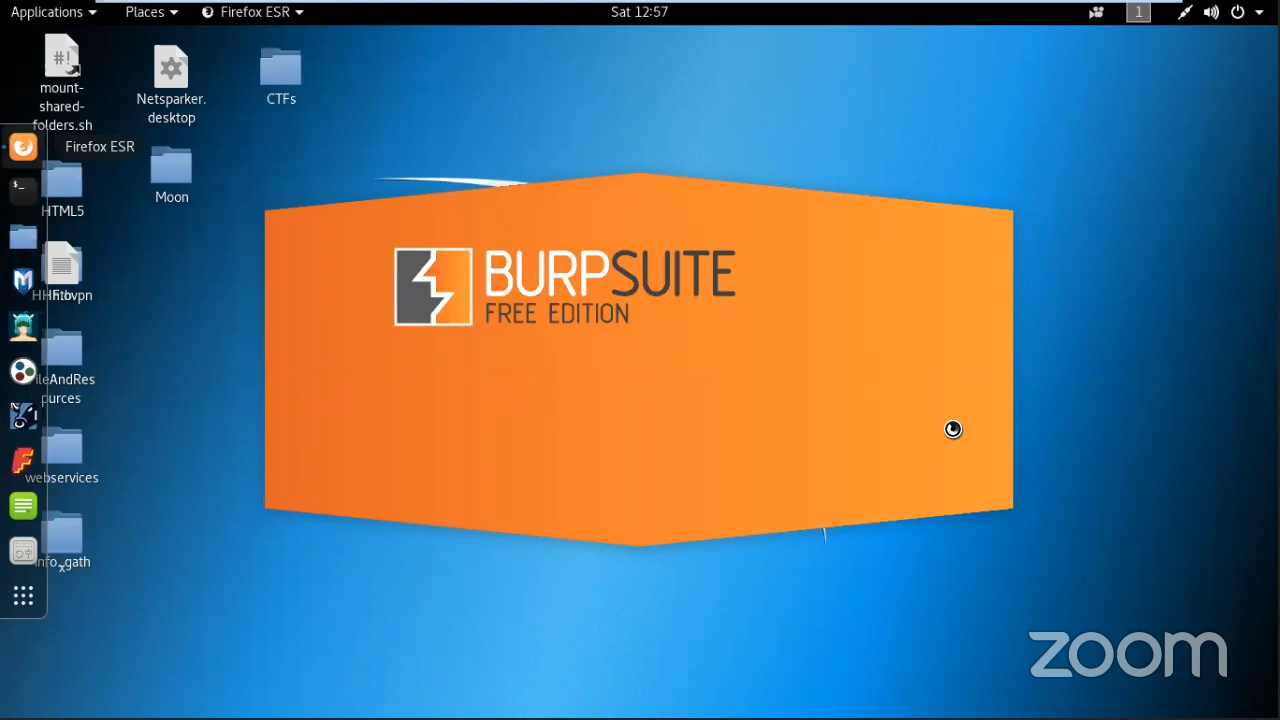 Applications Places Firefox ESR Sat 12:57 1
mount-
shared-
folders.sh
Netsparker.
desktop
CTFs
Firefox ESR
Moon
HTML5
BURPSUITE
FREE EDITION
webservices
zoom